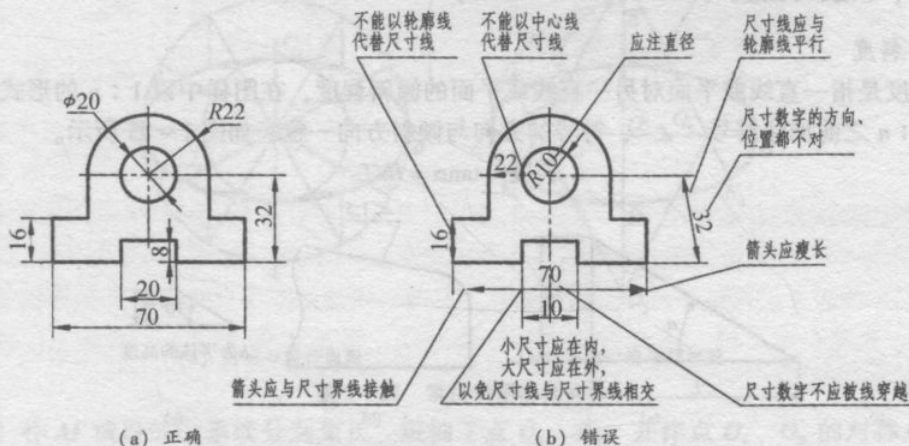 不能以轮廓线
代替尺寸线
不能以中心线
代替尺寸线
应注直径
尺寸线应与
轮廓线平行
尺寸数字的方向、
位置都不对
φ20
R22
16
8
32
20
70
22
R10
16
32
70
10
箭头应瘦长
小尺寸应在内，
大尺寸应在外，
以免尺寸线与尺寸界线相交
箭头应与尺寸界线接触
尺寸数字不应被线穿越
(a) 正确
(b) 错误